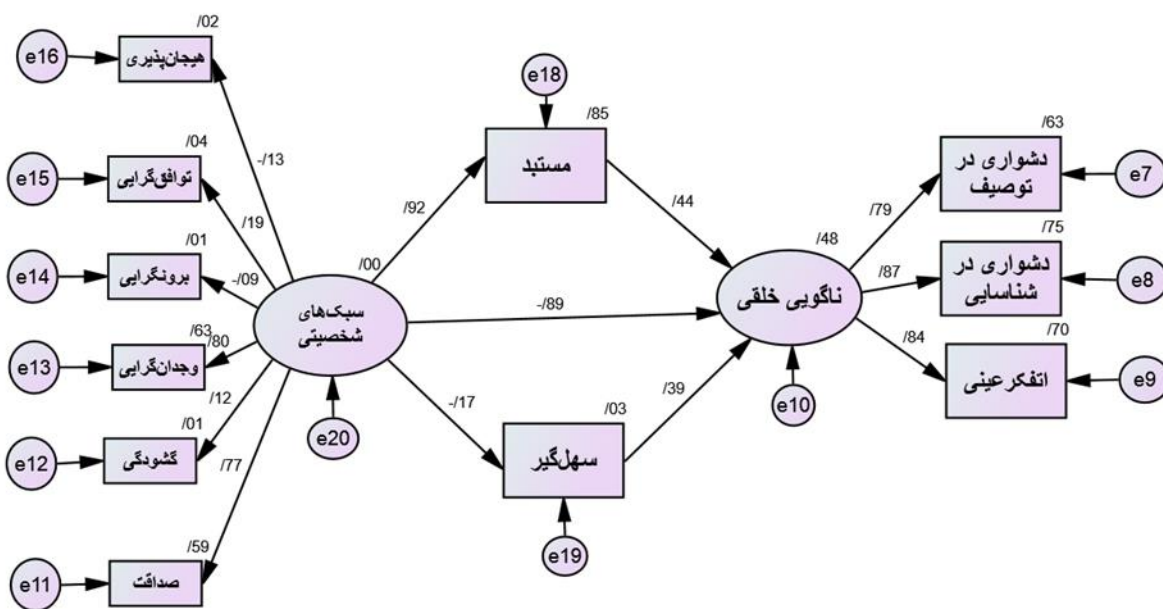 /02
e16
هیجان‌پذیری
-/13
/04
e15
توافق‌گرایی
/19
/01
e14
برونگرایی
-/09
/63
e13
وجدان‌گرایی
/80
/12
/01
e12
گشودگی
/77
/59
e11
صداقت
/00
سبک‌های
شخصیتی
e20
e18
/85
مستبد
/92
/44
-/89
-/17
/39
/03
سهل‌گیر
e19
/48
ناگویی خلقی
e10
/79
/87
/84
/63
دشواری در
توصیف
e7
/75
دشواری در
شناسایی
e8
/70
اتفکرعینی
e9